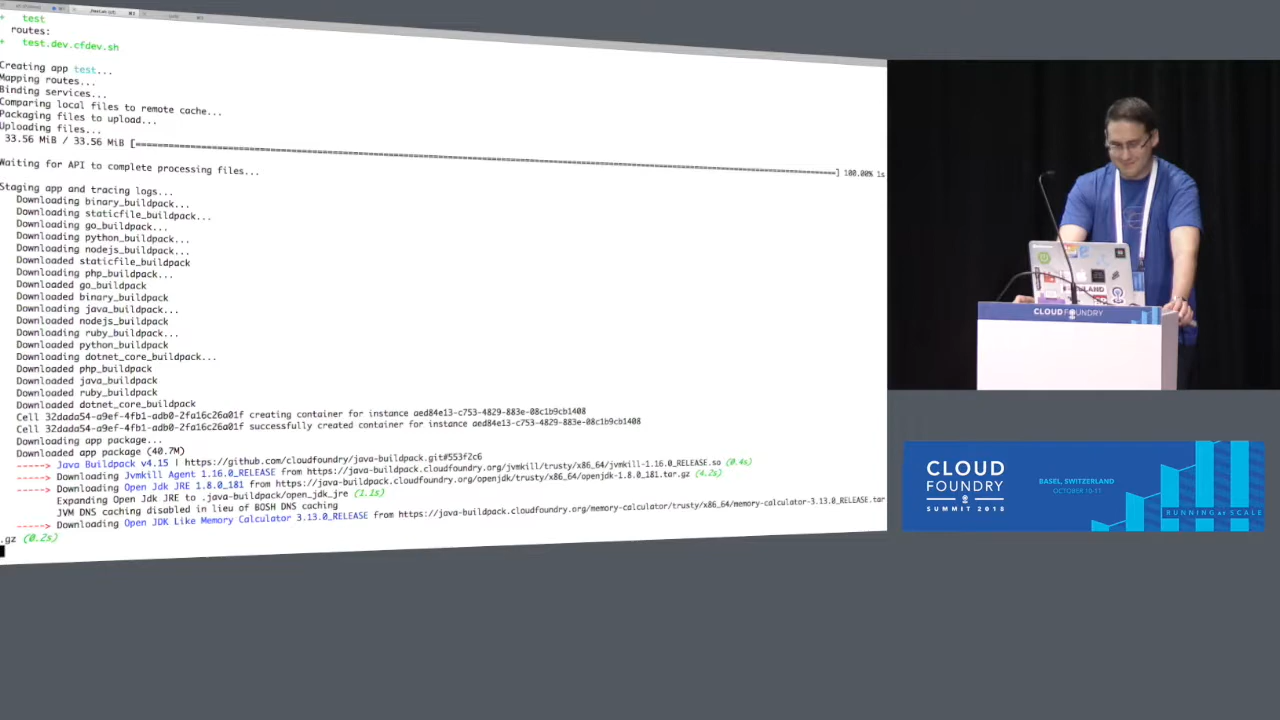 + test
routes:
+ test.dev.cfdev.sh
Creating app test...
Mapping routes...
Binding services...
Comparing local files to remote cache...
Packaging files to upload...
Uploading files...
33.56 MiB / 33.56 MiB [====================] 100.00% 1s
Waiting for API to complete processing files...
Staging app and tracing logs...
Downloading binary_buildpack...
Downloading staticfile_buildpack...
Downloading go_buildpack...
Downloading python_buildpack...
Downloading nodejs_buildpack...
Downloaded staticfile_buildpack
Downloading php_buildpack...
Downloaded go_buildpack
Downloaded binary_buildpack
Downloading java_buildpack...
Downloaded nodejs_buildpack
Downloading ruby_buildpack...
Downloaded python_buildpack
Downloading dotnet_core_buildpack...
Downloaded php_buildpack
Downloaded java_buildpack
Downloaded ruby_buildpack
Downloaded dotnet_core_buildpack
Cell 32dada54-a9ef-4fb1-adb0-2fa16c26a01f creating container for instance aed84e13-c753-4829-883e-08c1b9cb1408
Cell 32dada54-a9ef-4fb1-adb0-2fa16c26a01f successfully created container for instance aed84e13-c753-4829-883e-08c1b9cb1408
Downloading app package...
Downloaded app package (40.7M)
-----> Java Buildpack v4.15 | https://github.com/cloudfoundry/java-buildpack.git#553f2c6
-----> Downloading Jvmkill Agent 1.16.0_RELEASE from https://java-buildpack.cloudfoundry.org/jvmkill/trusty/x86_64/jvmkill-1.16.0_RELEASE.so (0.4s)
-----> Downloading Open Jdk JRE 1.8.0_181 from https://java-buildpack.cloudfoundry.org/openjdk/trusty/x86_64/openjdk-1.8.0_181.tar.gz (4.2s)
Expanding Open Jdk JRE to .java-buildpack/open_jdk_jre (1.1s)
JVM DNS caching disabled in lieu of BOSH DNS caching
-----> Downloading Open JDK Like Memory Calculator 3.13.0_RELEASE from https://java-buildpack.cloudfoundry.org/memory-calculator/trusty/x86_64/memory-calculator-3.13.0_RELEASE.tar
.gz (0.2s)
CLOUD FOUNDRY
CLOUD
FOUNDRY
SUMMIT 2018
BASEL, SWITZERLAND
OCTOBER 10-11
RUNNING AT SCALE